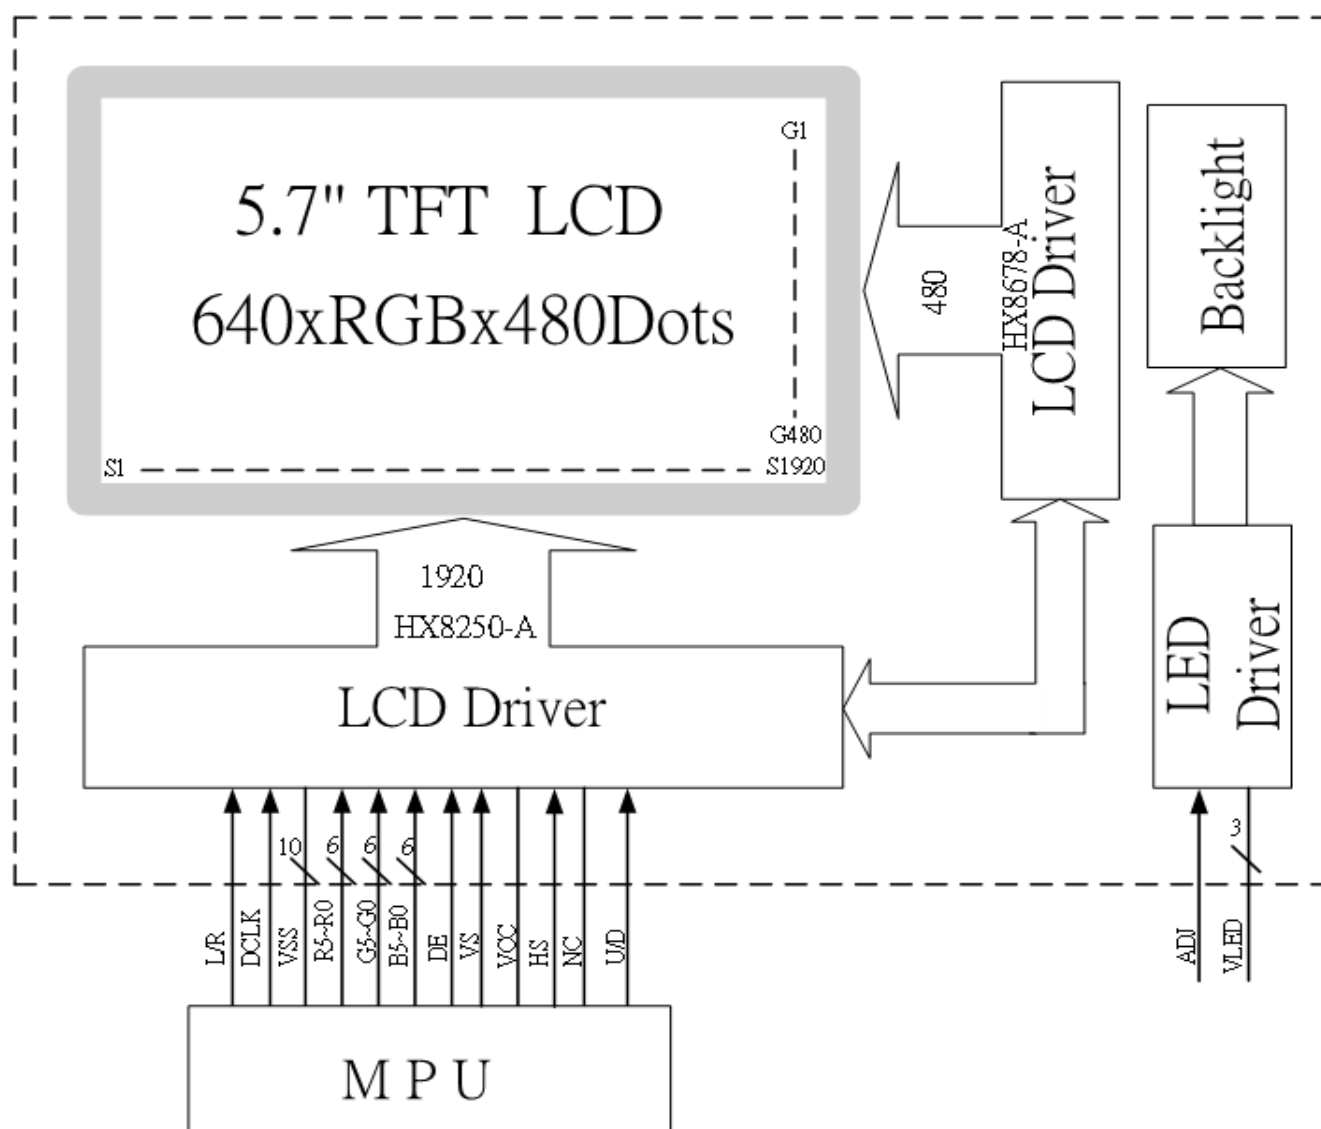 G1
5.7" TFT LCD
640xRGBx480Dots
G480
S1
S1920
480
HX8678-A
LCD Driver
Backlight
1920
HX8250-A
LCD Driver
LED
Driver
10
6
6
6
3
L/R
DCLK
VSS
R5~R0
G5~G0
B5~B0
DE
VS
VCC
HS
NC
U/D
ADJ
VLED
M P U